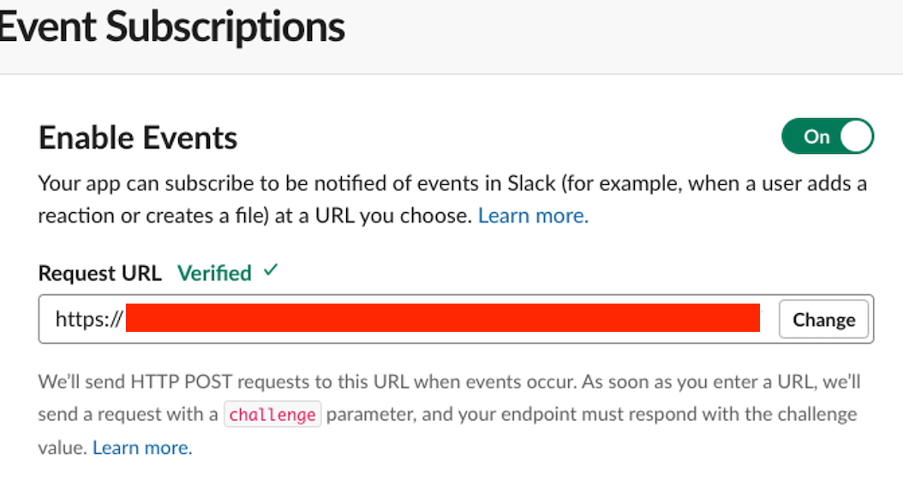 Event Subscriptions
Enable Events
On
Your app can subscribe to be notified of events in Slack (for example, when a user adds a
reaction or creates a file) at a URL you choose. Learn more.
Request URL Verified ✓
https://
Change
We'll send HTTP POST requests to this URL when events occur. As soon as you enter a URL, we'll
send a request with a challenge parameter, and your endpoint must respond with the challenge
value. Learn more.